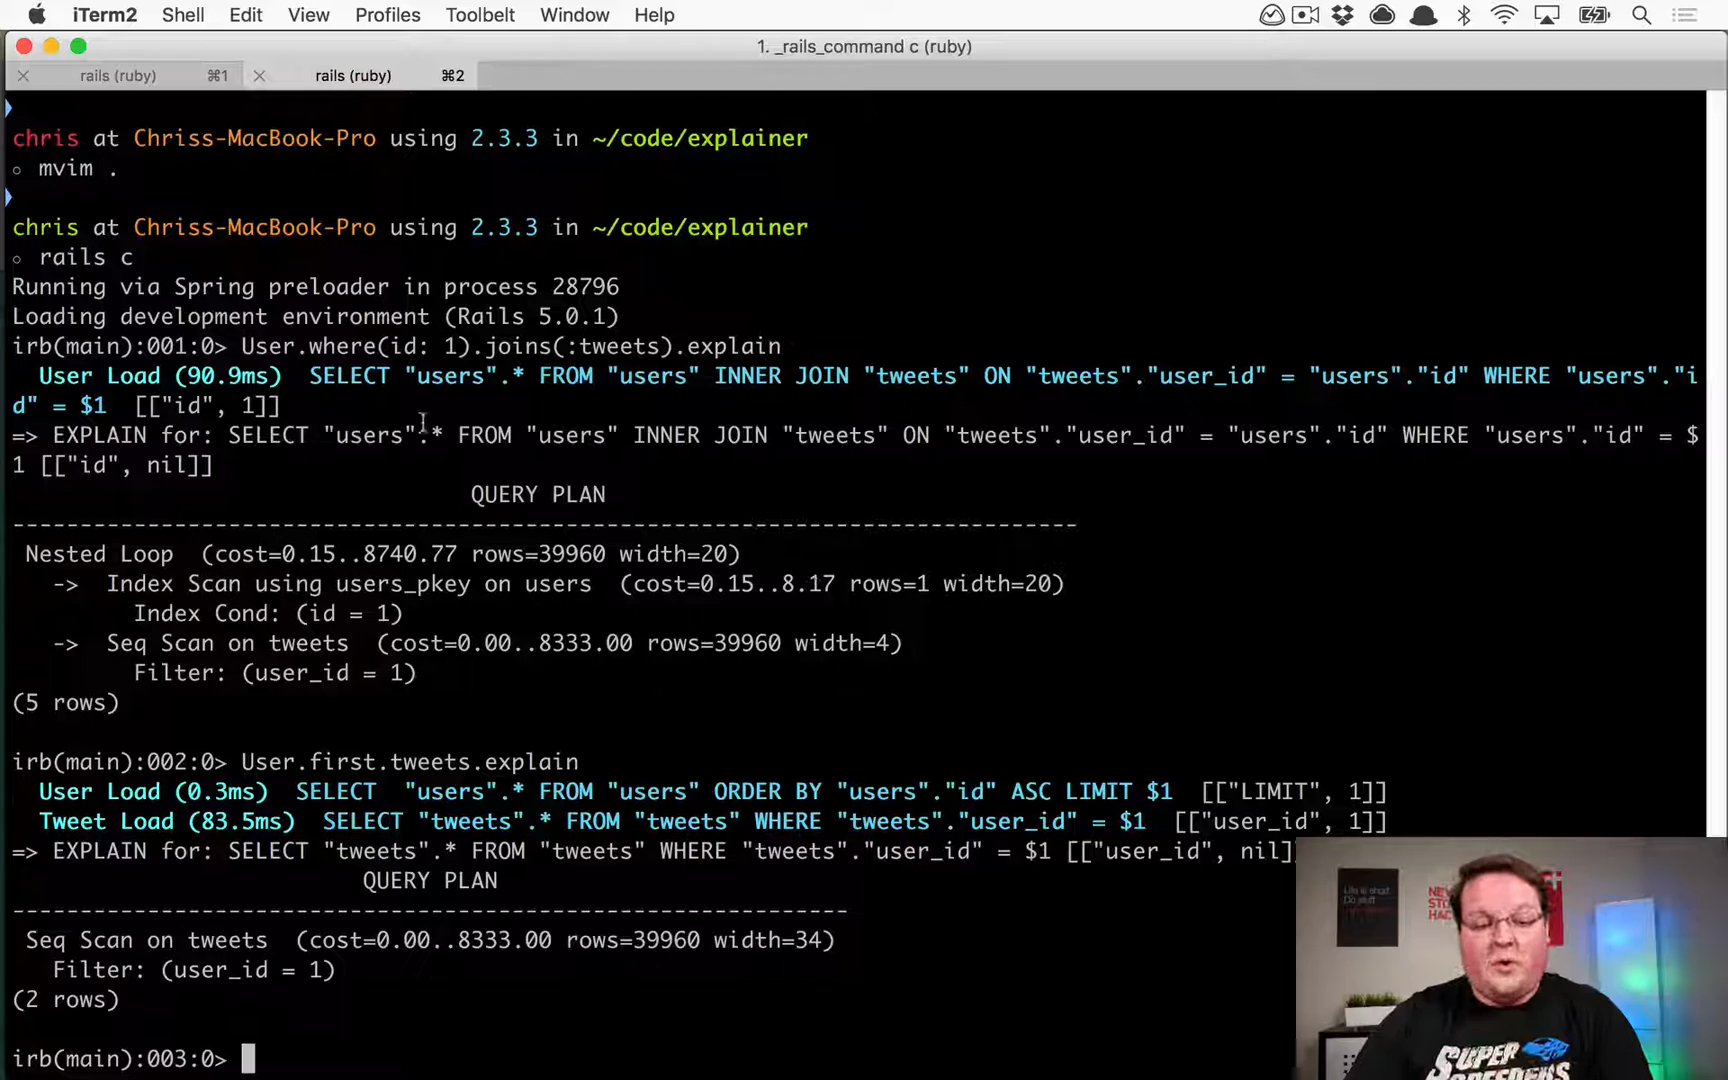 iTerm2 Shell Edit View Profiles Toolbelt Window Help
1. _rails_command c (ruby)
rails (ruby) ⌘1 rails (ruby) ⌘2
chris at Chriss-MacBook-Pro using 2.3.3 in ~/code/explainer
○ mvim .
chris at Chriss-MacBook-Pro using 2.3.3 in ~/code/explainer
○ rails c
Running via Spring preloader in process 28796
Loading development environment (Rails 5.0.1)
irb(main):001:0> User.where(id: 1).joins(:tweets).explain
User Load (90.9ms) SELECT "users".* FROM "users" INNER JOIN "tweets" ON "tweets"."user_id" = "users"."id" WHERE "users"."i
d" = $1 [["id", 1]]
=> EXPLAIN for: SELECT "users".* FROM "users" INNER JOIN "tweets" ON "tweets"."user_id" = "users"."id" WHERE "users"."id" = $
1 [["id", nil]]
QUERY PLAN
-------------------------------------------------------------------------------
Nested Loop (cost=0.15..8740.77 rows=39960 width=20)
-> Index Scan using users_pkey on users (cost=0.15..8.17 rows=1 width=20)
Index Cond: (id = 1)
-> Seq Scan on tweets (cost=0.00..8333.00 rows=39960 width=4)
Filter: (user_id = 1)
(5 rows)
irb(main):002:0> User.first.tweets.explain
User Load (0.3ms) SELECT "users".* FROM "users" ORDER BY "users"."id" ASC LIMIT $1 [["LIMIT", 1]]
Tweet Load (83.5ms) SELECT "tweets".* FROM "tweets" WHERE "tweets"."user_id" = $1 [["user_id", 1]]
=> EXPLAIN for: SELECT "tweets".* FROM "tweets" WHERE "tweets"."user_id" = $1 [["user_id", nil]
QUERY PLAN
--------------------------------------------------------------
Seq Scan on tweets (cost=0.00..8333.00 rows=39960 width=34)
Filter: (user_id = 1)
(2 rows)
irb(main):003:0>
SUPER